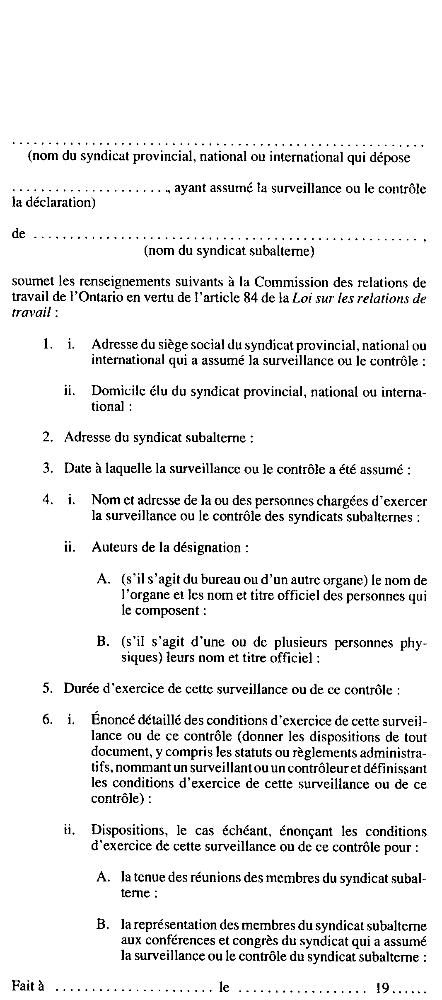 . . . . . . . . . . . . . . . . . . . . . . . . . . . . . . . . . . . . . . . . . . . . . . . . . . . . . . . .
(nom du syndicat provincial, national ou international qui dépose
. . . . . . . . . . . . . . . . . . . . . ., ayant assumé la surveillance ou le contrôle
la déclaration)
de . . . . . . . . . . . . . . . . . . . . . . . . . . . . . . . . . . . . . . . . . . . . . . . . . . . . . ,
(nom du syndicat subalterne)
soumet les renseignements suivants à la Commission des relations de
travail de l'Ontario en vertu de l'article 84 de la Loi sur les relations de
travail :
1. i. Adresse du siège social du syndicat provincial, national ou
international qui a assumé la surveillance ou le contrôle :
ii. Domicile élu du syndicat provincial, national ou interna-
tional :
2. Adresse du syndicat subalterne :
3. Date à laquelle la surveillance ou le contrôle a été assumé :
4. i. Nom et adresse de la ou des personnes chargées d'exercer
la surveillance ou le contrôle des syndicats subalternes :
ii. Auteurs de la désignation :
A. (s'il s'agit du bureau ou d'un autre organe) le nom de
l'organe et les nom et titre officiel des personnes qui
le composent :
B. (s'il s'agit d'une ou de plusieurs personnes phy-
siques) leurs nom et titre officiel :
5. Durée d'exercice de cette surveillance ou de ce contrôle :
6. i. Énoncé détaillé des conditions d'exercice de cette surveil-
lance ou de ce contrôle (donner les dispositions de tout
document, y compris les statuts ou règlements administra-
tifs, nommant un surveillant ou un contrôleur et définissant
les conditions d'exercice de cette surveillance ou de ce
contrôle) :
ii. Dispositions, le cas échéant, énonçant les conditions
d'exercice de cette surveillance ou de ce contrôle pour :
A. la tenue des réunions des membres du syndicat subal-
terne :
B. la représentation des membres du syndicat subalterne
aux conférences et congrès du syndicat qui a assumé
la surveillance ou le contrôle du syndicat subalterne :
Fait à . . . . . . . . . . . . . . . . . . . . . . le . . . . . . . . . . . . . . . . . . 19 . . . . . .